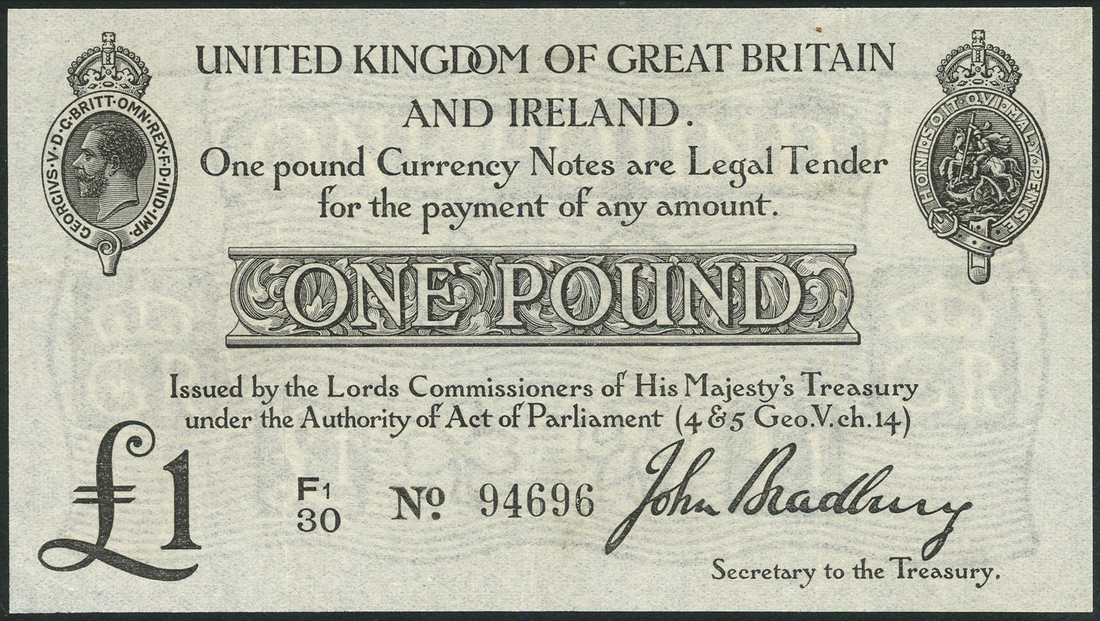 UNITED KINGDOM OF GREAT BRITAIN
AND IRELAND.
GEORGIVS·V·D·G·BRITT·OMN·REX·F·D·IND·IMP.
HONI·SOIT·QVI·MAL·Y·PENSE
One pound Currency Notes are Legal Tender
for the payment of any amount.
ONE POUND
Issued by the Lords Commissioners of His Majesty's Treasury
under the Authority of Act of Parliament (4 & 5 Geo.V.ch.14)
£1
F1
30
No. 94696
John Bradbury
Secretary to the Treasury.